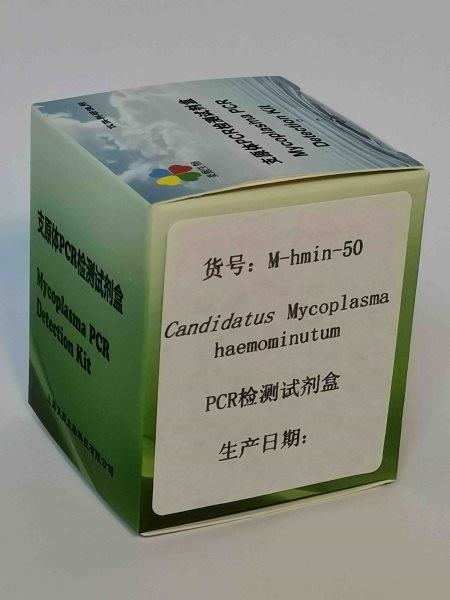 支原体PCR检测试剂盒
Mycoplasma PCR
Detection Kit
支原体PCR检测试剂盒
Mycoplasma PCR
Detection Kit
货号: M-hmin-50
Candidatus Mycoplasma
haemominutum
PCR检测试剂盒
生产日期: